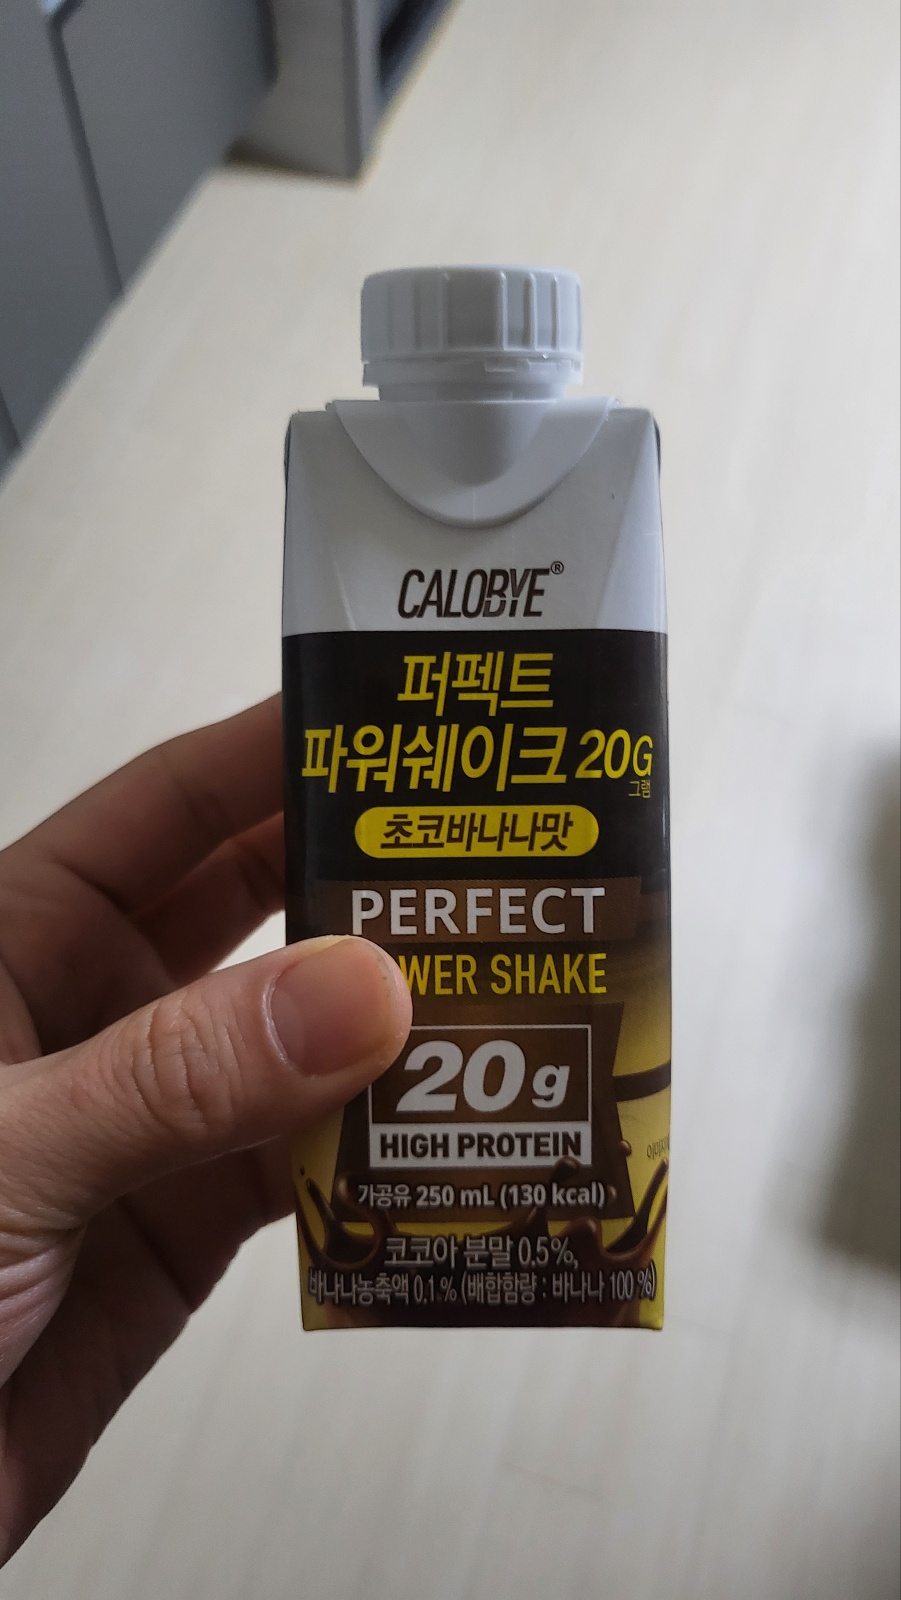 CALOBYE®
퍼펙트
파워쉐이크 20G
그램
초코바나나맛
PERFECT
WER SHAKE
20g
HIGH PROTEIN
가공유 250 mL (130 kcal)
코코아 분말 0.5%,
바나나농축액 0.1% (배합함량 : 바나나 100 %)